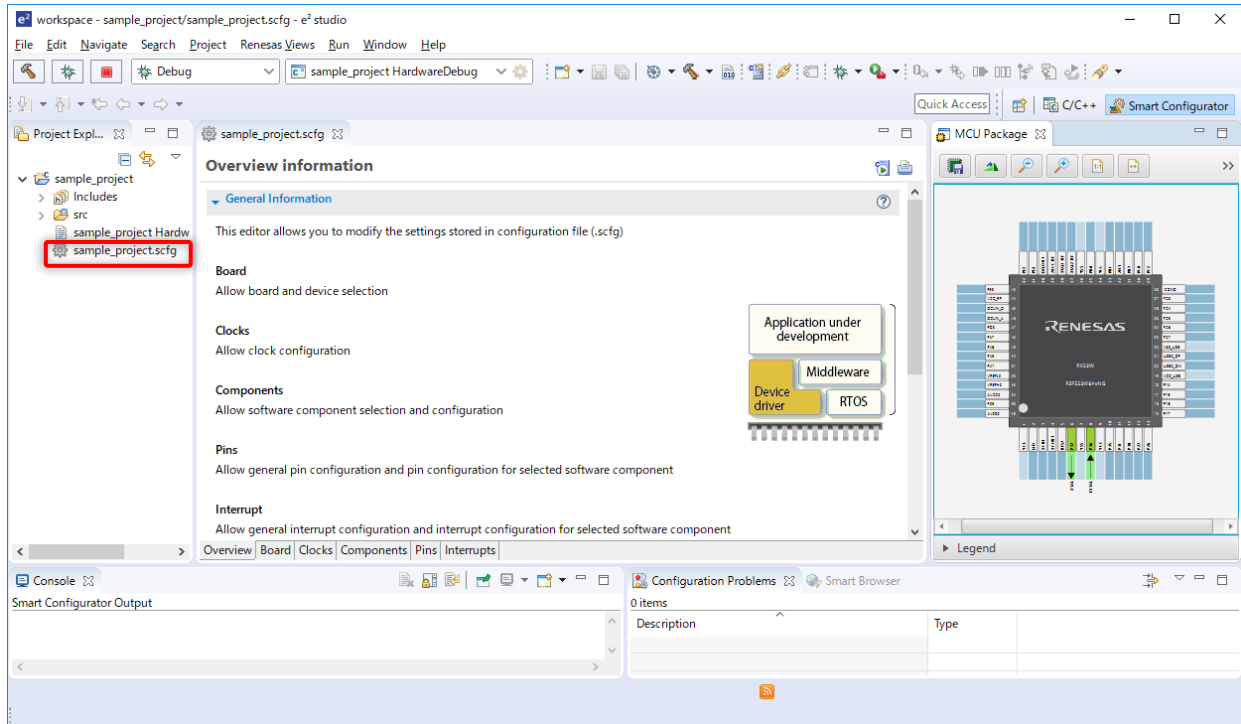 workspace - sample_project/sample_project.scfg - e² studio
File Edit Navigate Search Project Renesas Views Run Window Help
Debug
sample_project HardwareDebug
Quick Access
C/C++
Smart Configurator
Project Expl...
sample_project
Includes
src
sample_project Hardw
sample_project.scfg
sample_project.scfg
Overview information
General Information
This editor allows you to modify the settings stored in configuration file (.scfg)
Board
Allow board and device selection
Clocks
Allow clock configuration
Components
Allow software component selection and configuration
Pins
Allow general pin configuration and pin configuration for selected software component
Interrupt
Allow general interrupt configuration and interrupt configuration for selected software component
Application under
development
Middleware
Device
driver
RTOS
Overview Board Clocks Components Pins Interrupts
MCU Package
RENESAS
Legend
Console
Smart Configurator Output
Configuration Problems
Smart Browser
0 items
Description
Type